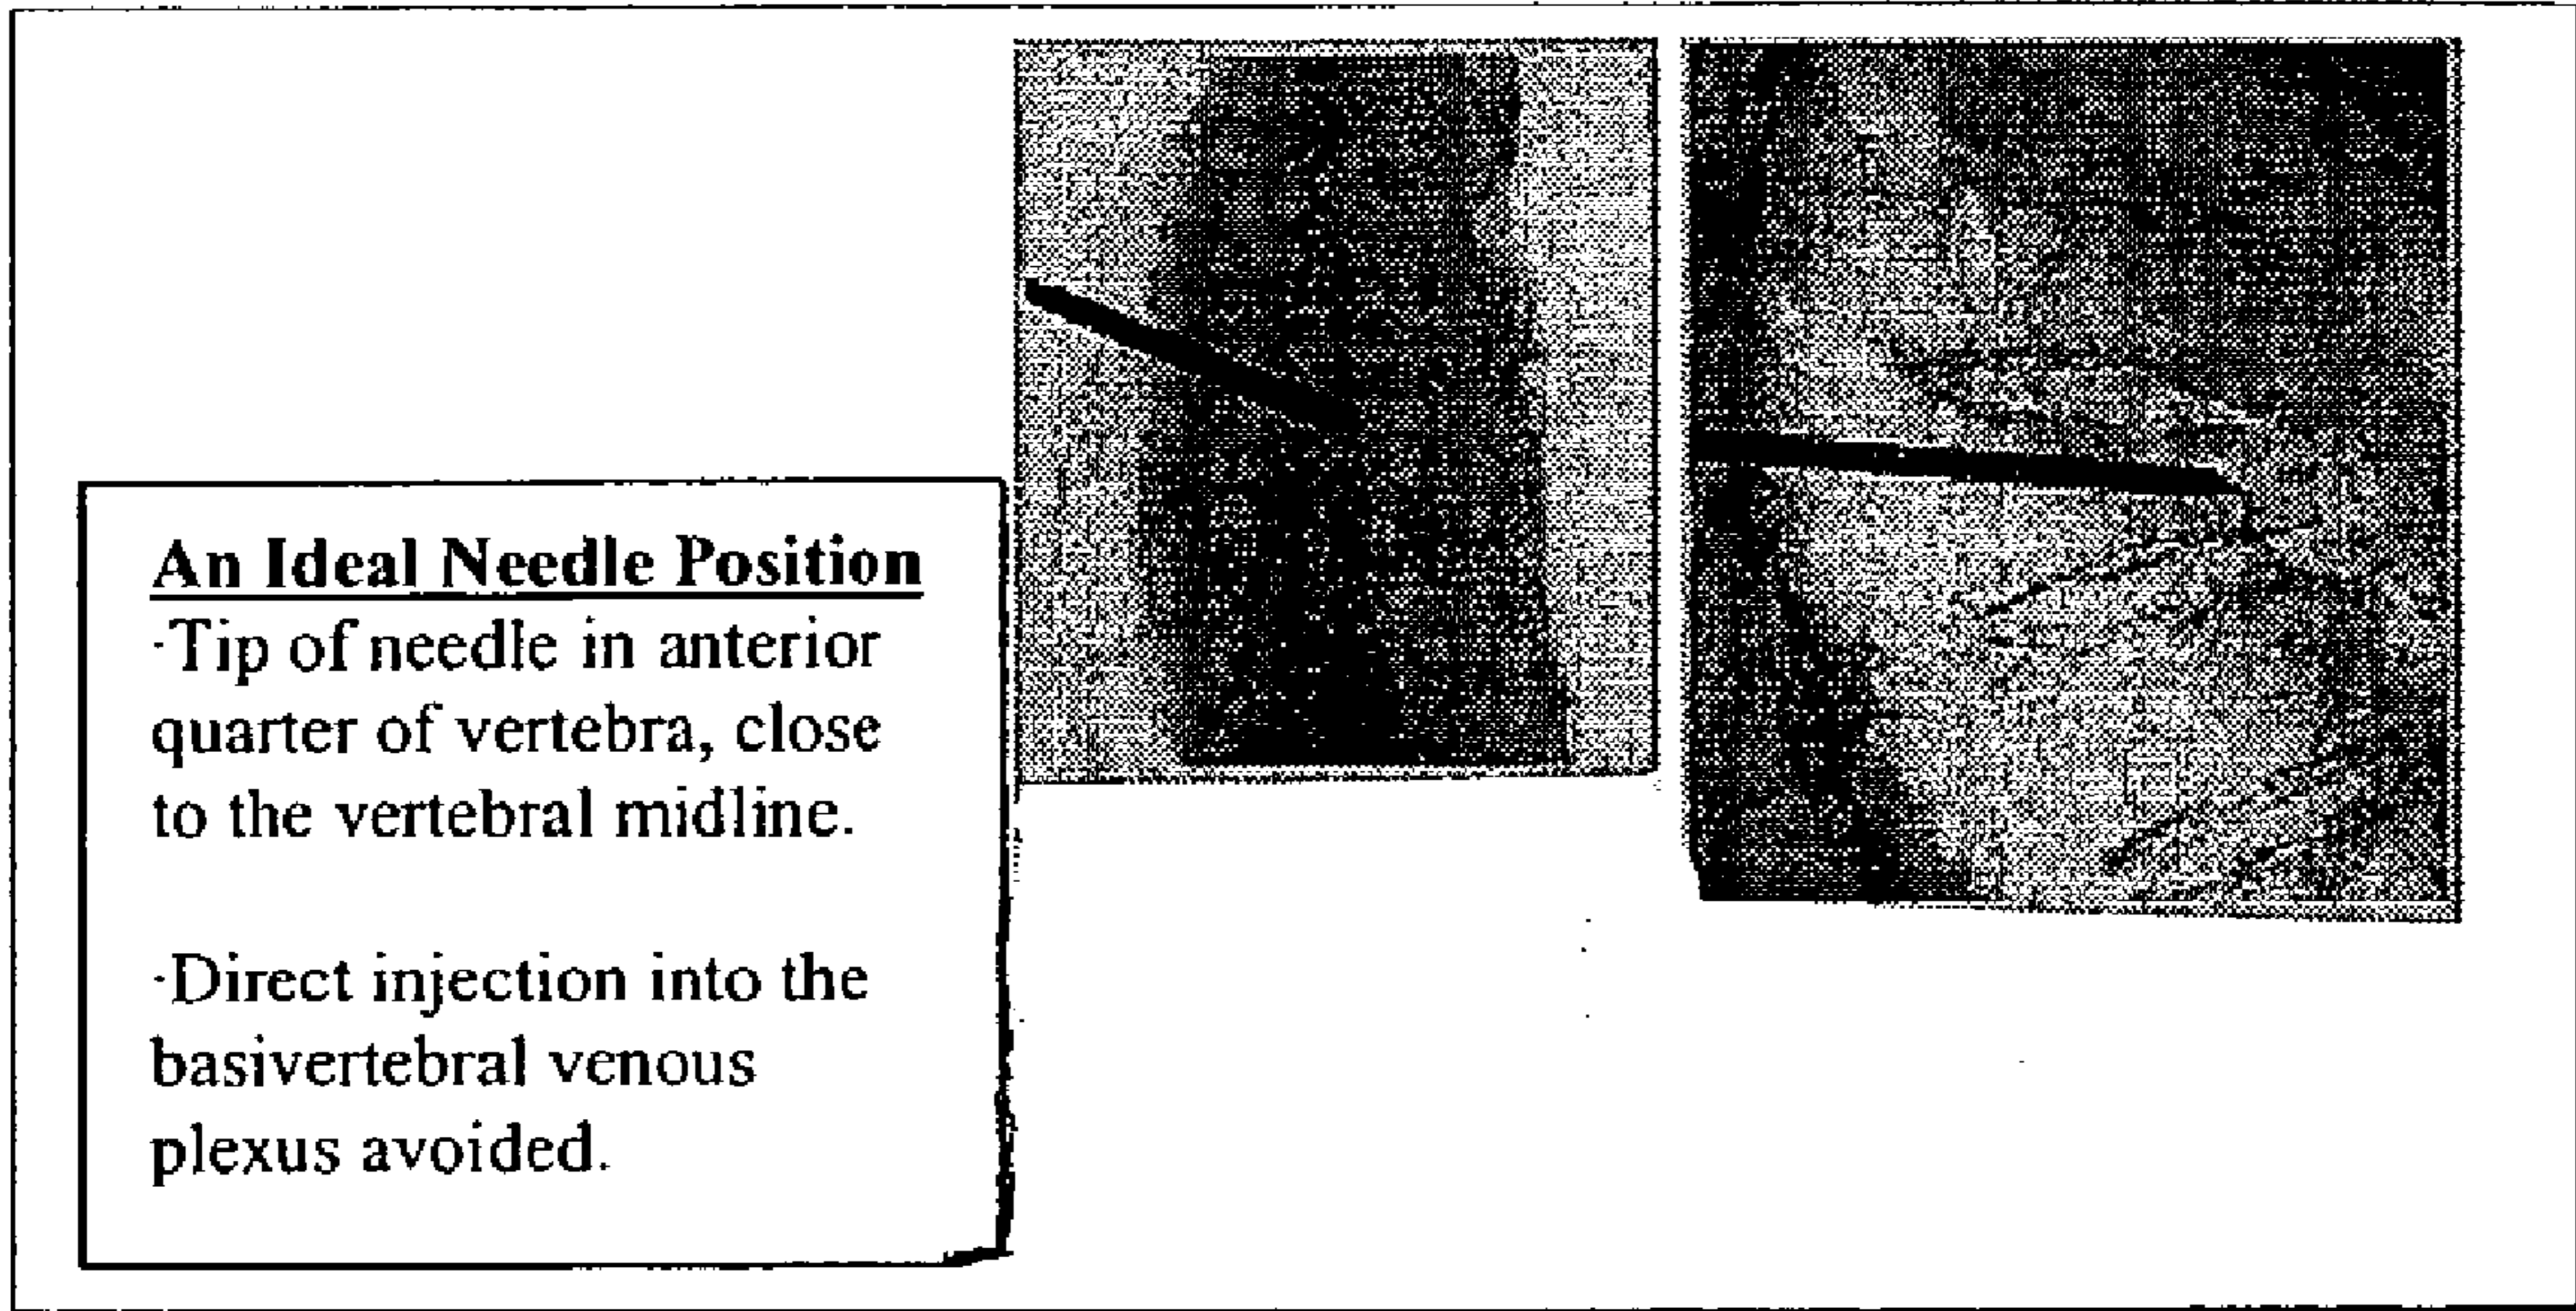 An Ideal Needle Position
·Tip of needle in anterior
quarter of vertebra, close
to the vertebral midline.
·Direct injection into the
basivertebral venous
plexus avoided.